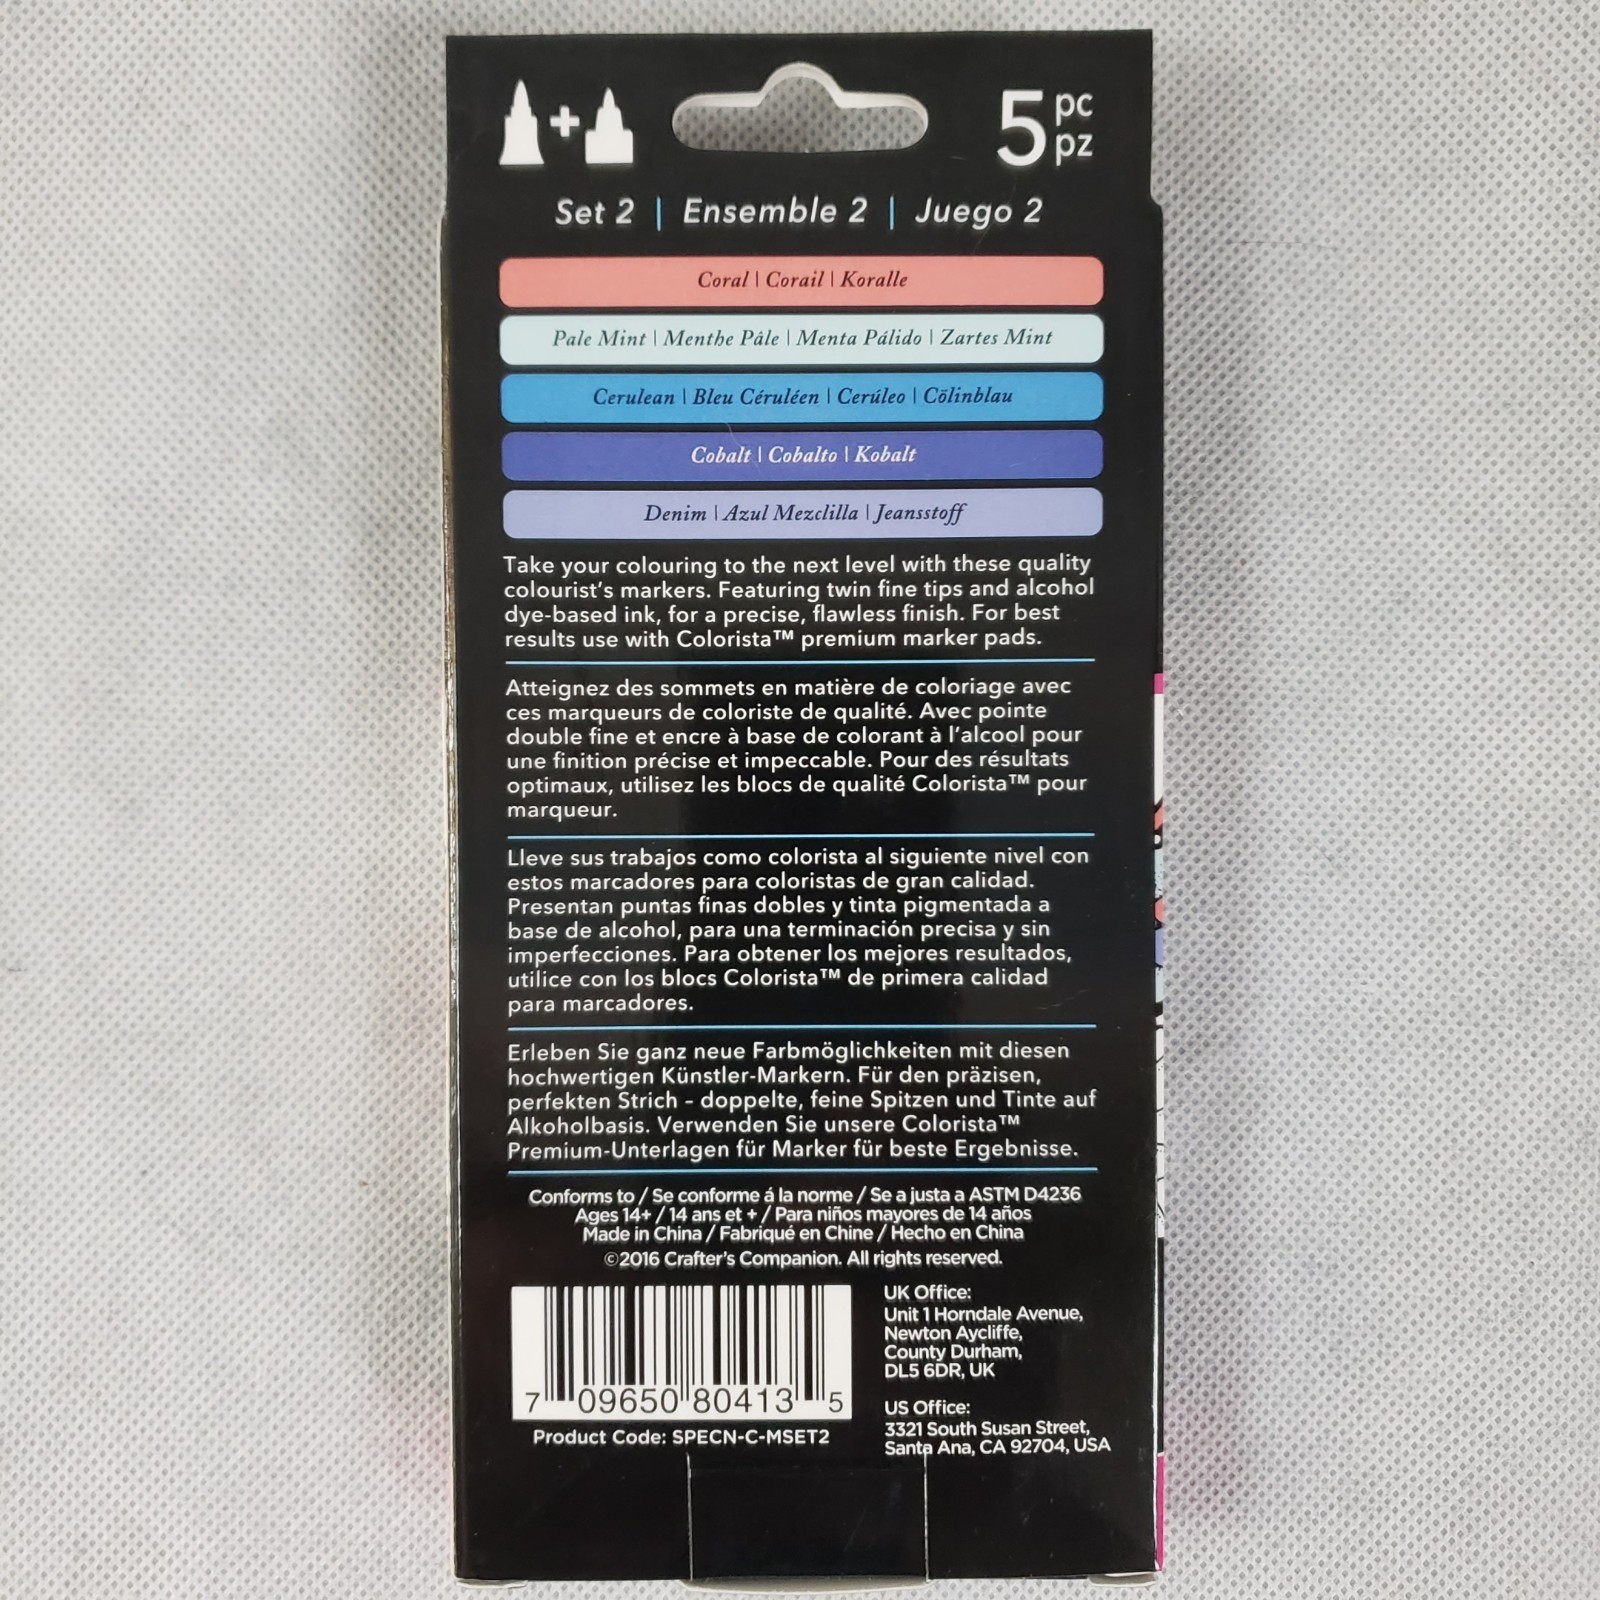 5 pc
pz
Set 2 | Ensemble 2 | Juego 2
Coral | Corail | Koralle
Pale Mint | Menthe Pâle | Menta Pálido | Zartes Mint
Cerulean | Bleu Céruléen | Cerúleo | Cölinblau
Cobalt | Cobalto | Kobalt
Denim | Azul Mezclilla | Jeansstoff
Take your colouring to the next level with these quality
colourist's markers. Featuring twin fine tips and alcohol
dye-based ink, for a precise, flawless finish. For best
results use with Colorista™ premium marker pads.
Atteignez des sommets en matière de coloriage avec
ces marqueurs de coloriste de qualité. Avec pointe
double fine et encre à base de colorant à l'alcool pour
une finition précise et impeccable. Pour des résultats
optimaux, utilisez les blocs de qualité Colorista™ pour
marqueur.
Lleve sus trabajos como colorista al siguiente nivel con
estos marcadores para coloristas de gran calidad.
Presentan puntas finas dobles y tinta pigmentada a
base de alcohol, para una terminación precisa y sin
imperfecciones. Para obtener los mejores resultados,
utilice con los blocs Colorista™ de primera calidad
para marcadores.
Erleben Sie ganz neue Farbmöglichkeiten mit diesen
hochwertigen Künstler-Markern. Für den präzisen,
perfekten Strich – doppelte, feine Spitzen und Tinte auf
Alkoholbasis. Verwenden Sie unsere Colorista™
Premium-Unterlagen für Marker für beste Ergebnisse.
Conforms to / Se conforme á la norme / Se a justa a ASTM D4236
Ages 14+ / 14 ans et + / Para niños mayores de 14 años
Made in China / Fabriqué en Chine / Hecho en China
©2016 Crafter's Companion. All rights reserved.
7 09650 80413 5
Product Code: SPECN-C-MSET2
UK Office:
Unit 1 Horndale Avenue,
Newton Aycliffe,
County Durham,
DL5 6DR, UK
US Office:
3321 South Susan Street,
Santa Ana, CA 92704, USA